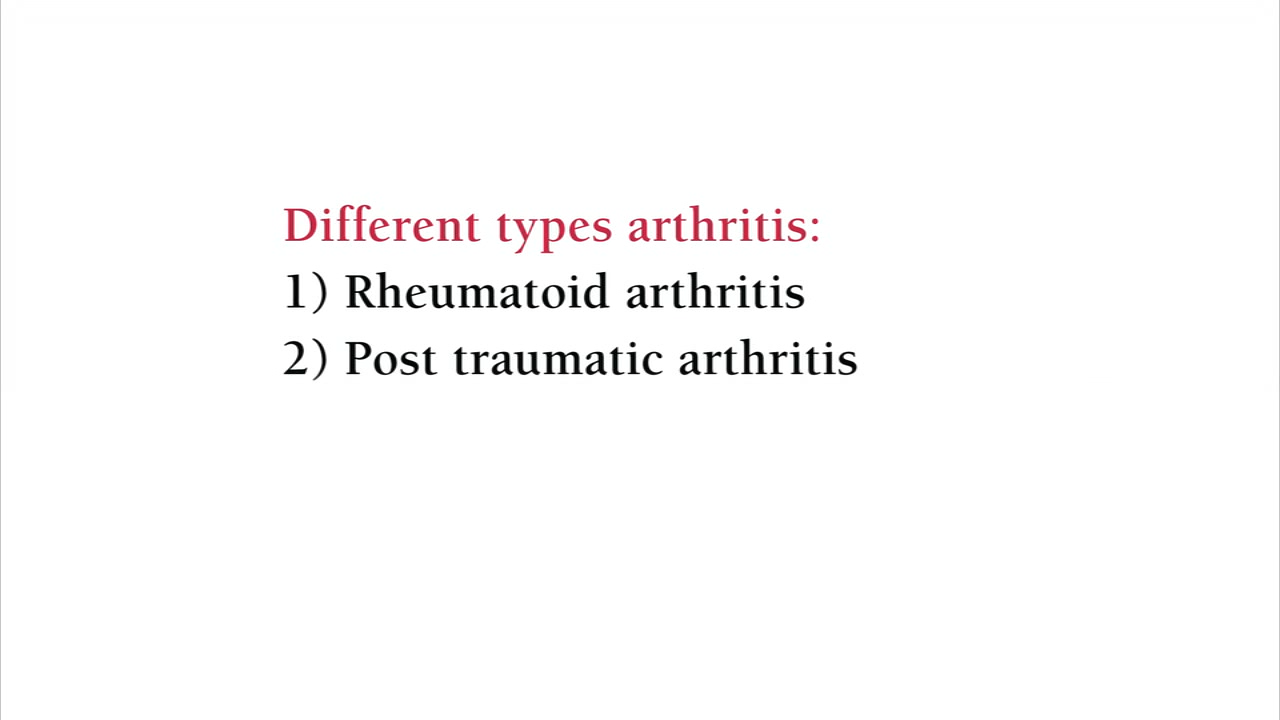 Different types arthritis:
1) Rheumatoid arthritis
2) Post traumatic arthritis